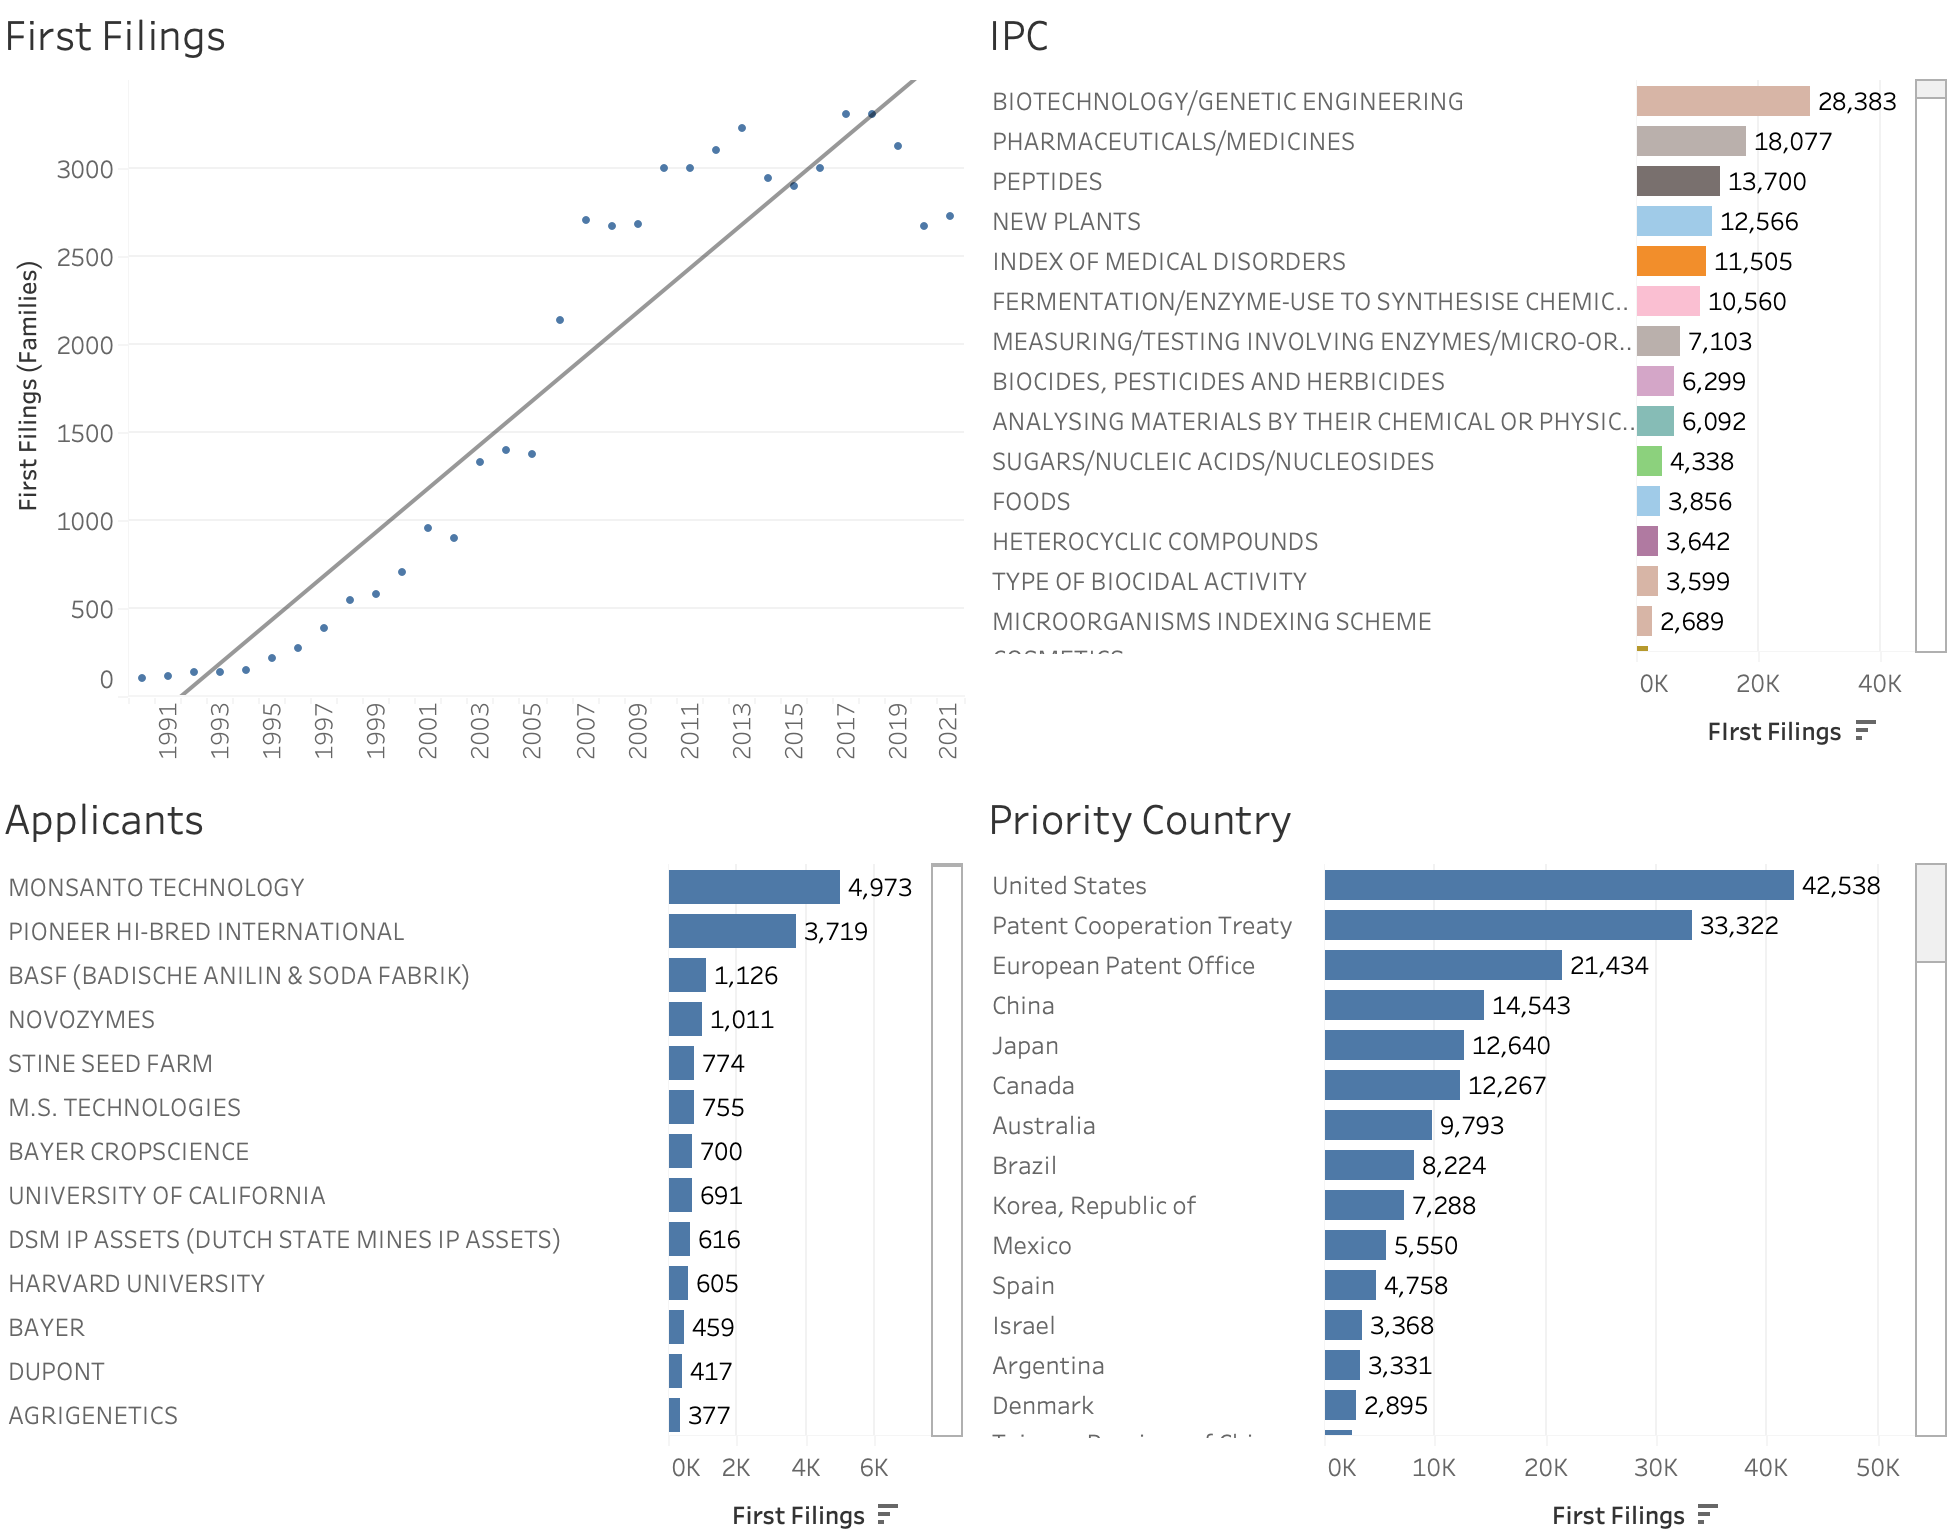 First Filings
First Filings (Families)
3000
2500
2000
1500
1000
500
0
1991
1993
1995
1997
1999
2001
2003
2005
2007
2009
2011
2013
2015
2017
2019
2021
IPC
BIOTECHNOLOGY/GENETIC ENGINEERING 28,383
PHARMACEUTICALS/MEDICINES 18,077
PEPTIDES 13,700
NEW PLANTS 12,566
INDEX OF MEDICAL DISORDERS 11,505
FERMENTATION/ENZYME-USE TO SYNTHESISE CHEMIC.. 10,560
MEASURING/TESTING INVOLVING ENZYMES/MICRO-OR.. 7,103
BIOCIDES, PESTICIDES AND HERBICIDES 6,299
ANALYSING MATERIALS BY THEIR CHEMICAL OR PHYSIC.. 6,092
SUGARS/NUCLEIC ACIDS/NUCLEOSIDES 4,338
FOODS 3,856
HETEROCYCLIC COMPOUNDS 3,642
TYPE OF BIOCIDAL ACTIVITY 3,599
MICROORGANISMS INDEXING SCHEME 2,689
0K 20K 40K
FIrst Filings
Applicants
MONSANTO TECHNOLOGY 4,973
PIONEER HI-BRED INTERNATIONAL 3,719
BASF (BADISCHE ANILIN & SODA FABRIK) 1,126
NOVOZYMES 1,011
STINE SEED FARM 774
M.S. TECHNOLOGIES 755
BAYER CROPSCIENCE 700
UNIVERSITY OF CALIFORNIA 691
DSM IP ASSETS (DUTCH STATE MINES IP ASSETS) 616
HARVARD UNIVERSITY 605
BAYER 459
DUPONT 417
AGRIGENETICS 377
0K 2K 4K 6K
First Filings
Priority Country
United States 42,538
Patent Cooperation Treaty 33,322
European Patent Office 21,434
China 14,543
Japan 12,640
Canada 12,267
Australia 9,793
Brazil 8,224
Korea, Republic of 7,288
Mexico 5,550
Spain 4,758
Israel 3,368
Argentina 3,331
Denmark 2,895
0K 10K 20K 30K 40K 50K
First Filings